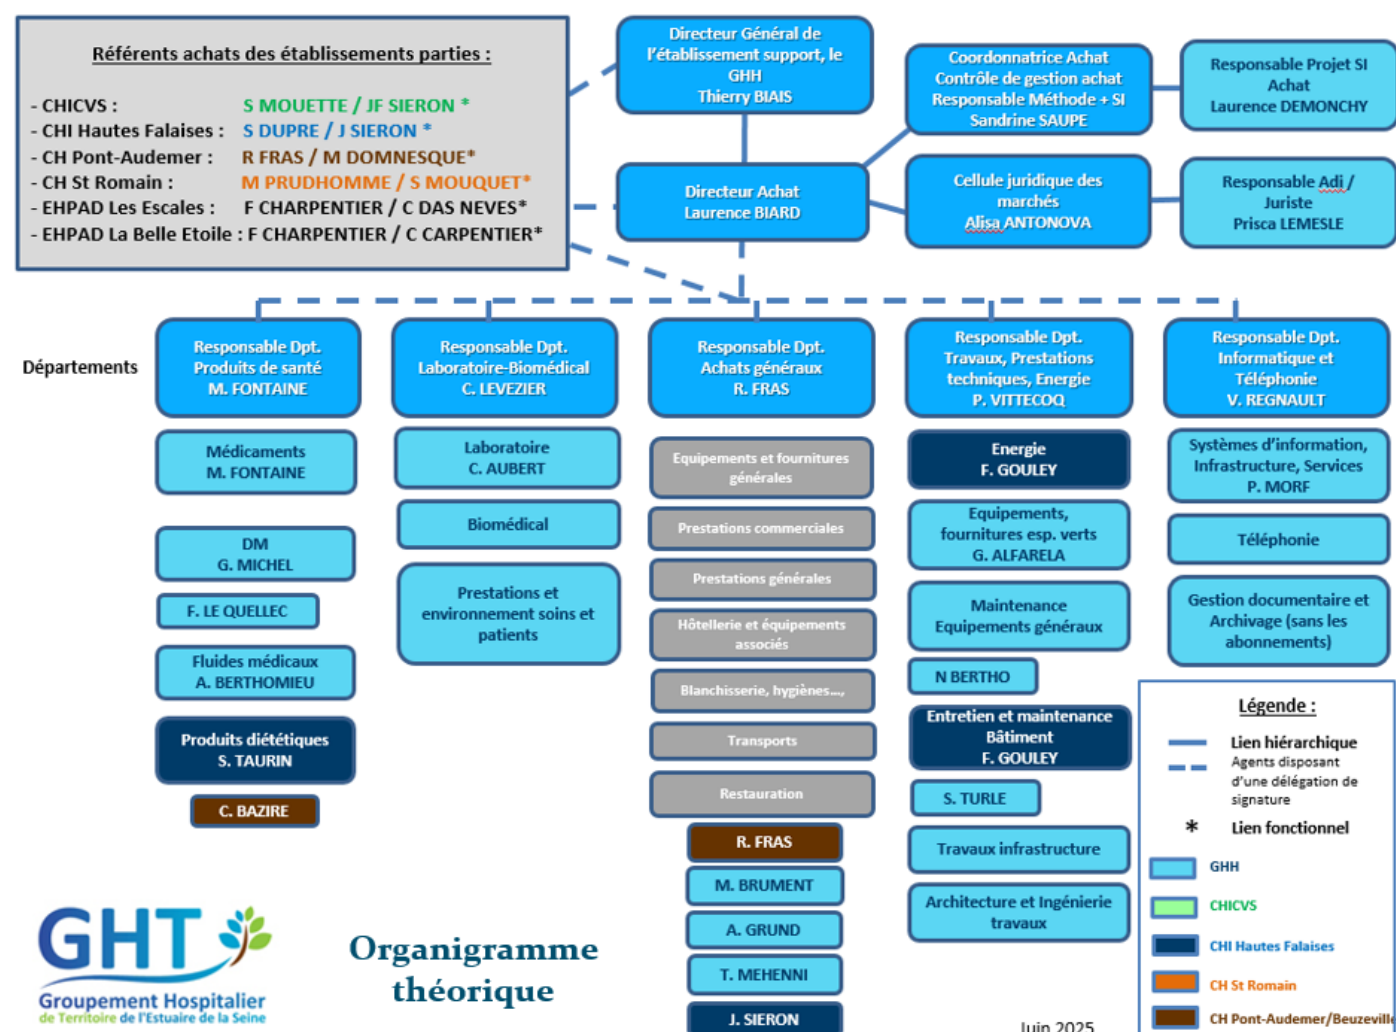 Référents achats des établissements parties :
- CHICVS : S MOUETTE / JF SIERON *
- CHI Hautes Falaises : S DUPRE / J SIERON *
- CH Pont-Audemer : R FRAS / M DOMNESQUE*
- CH St Romain : M PRUDHOMME / S MOUQUET*
- EHPAD Les Escales : F CHARPENTIER / C DAS NEVES*
- EHPAD La Belle Etoile : F CHARPENTIER / C CARPENTIER*
Directeur Général de
l'établissement support, le
GHH
Thierry BIAIS
Coordonnatrice Achat
Contrôle de gestion achat
Responsable Méthode + SI
Sandrine SAUPE
Responsable Projet SI
Achat
Laurence DEMONCHY
Directeur Achat
Laurence BIARD
Cellule juridique des
marchés
Alisa ANTONOVA
Responsable Adj /
Juriste
Prisca LEMESLE
Départements
Responsable Dpt.
Produits de santé
M. FONTAINE
Responsable Dpt.
Laboratoire-Biomédical
C. LEVEZIER
Responsable Dpt.
Achats généraux
R. FRAS
Responsable Dpt.
Travaux, Prestations
techniques, Energie
P. VITTECOQ
Responsable Dpt.
Informatique et
Téléphonie
V. REGNAULT
Médicaments
M. FONTAINE
DM
G. MICHEL
F. LE QUELLEC
Fluides médicaux
A. BERTHOMIEU
Produits diététiques
S. TAURIN
C. BAZIRE
Laboratoire
C. AUBERT
Biomédical
Prestations et
environnement soins et
patients
Equipements et fournitures
générales
Prestations commerciales
Prestations générales
Hôtellerie et équipements
associés
Blanchisserie, hygiènes...,
Transports
Restauration
R. FRAS
M. BRUMENT
A. GRUND
T. MEHENNI
J. SIERON
Energie
F. GOULEY
Equipements,
fournitures esp. verts
G. ALFARELA
Maintenance
Equipements généraux
N BERTHO
Entretien et maintenance
Bâtiment
F. GOULEY
S. TURLE
Travaux infrastructure
Architecture et Ingénierie
travaux
Systèmes d'information,
Infrastructure, Services
P. MORF
Téléphonie
Gestion documentaire et
Archivage (sans les
abonnements)
Légende :
Lien hiérarchique
Agents disposant
d'une délégation de
signature
* Lien fonctionnel
GHH
CHICVS
CHI Hautes Falaises
CH St Romain
CH Pont-Audemer/Beuzeville
GHT
Groupement Hospitalier
de Territoire de l'Estuaire de la Seine
Organigramme
théorique
Juin 2025